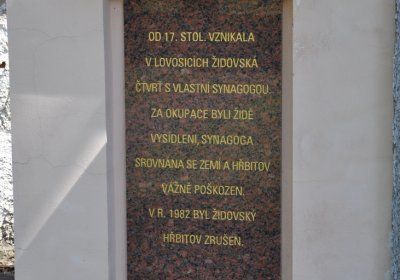 OD 17. STOL. VZNIKALA
V LOVOSICÍCH ŽIDOVSKÁ
ČTVRT S VLASTNÍ SYNAGOGOU.
ZA OKUPACE BYLI ŽIDÉ
VYSÍDLENI, SYNAGOGA
SROVNÁNA SE ZEMÍ A HŘBITOV
VÁŽNĚ POŠKOZEN.
V R. 1982 BYL ŽIDOVSKÝ
HŘBITOV ZRUŠEN.